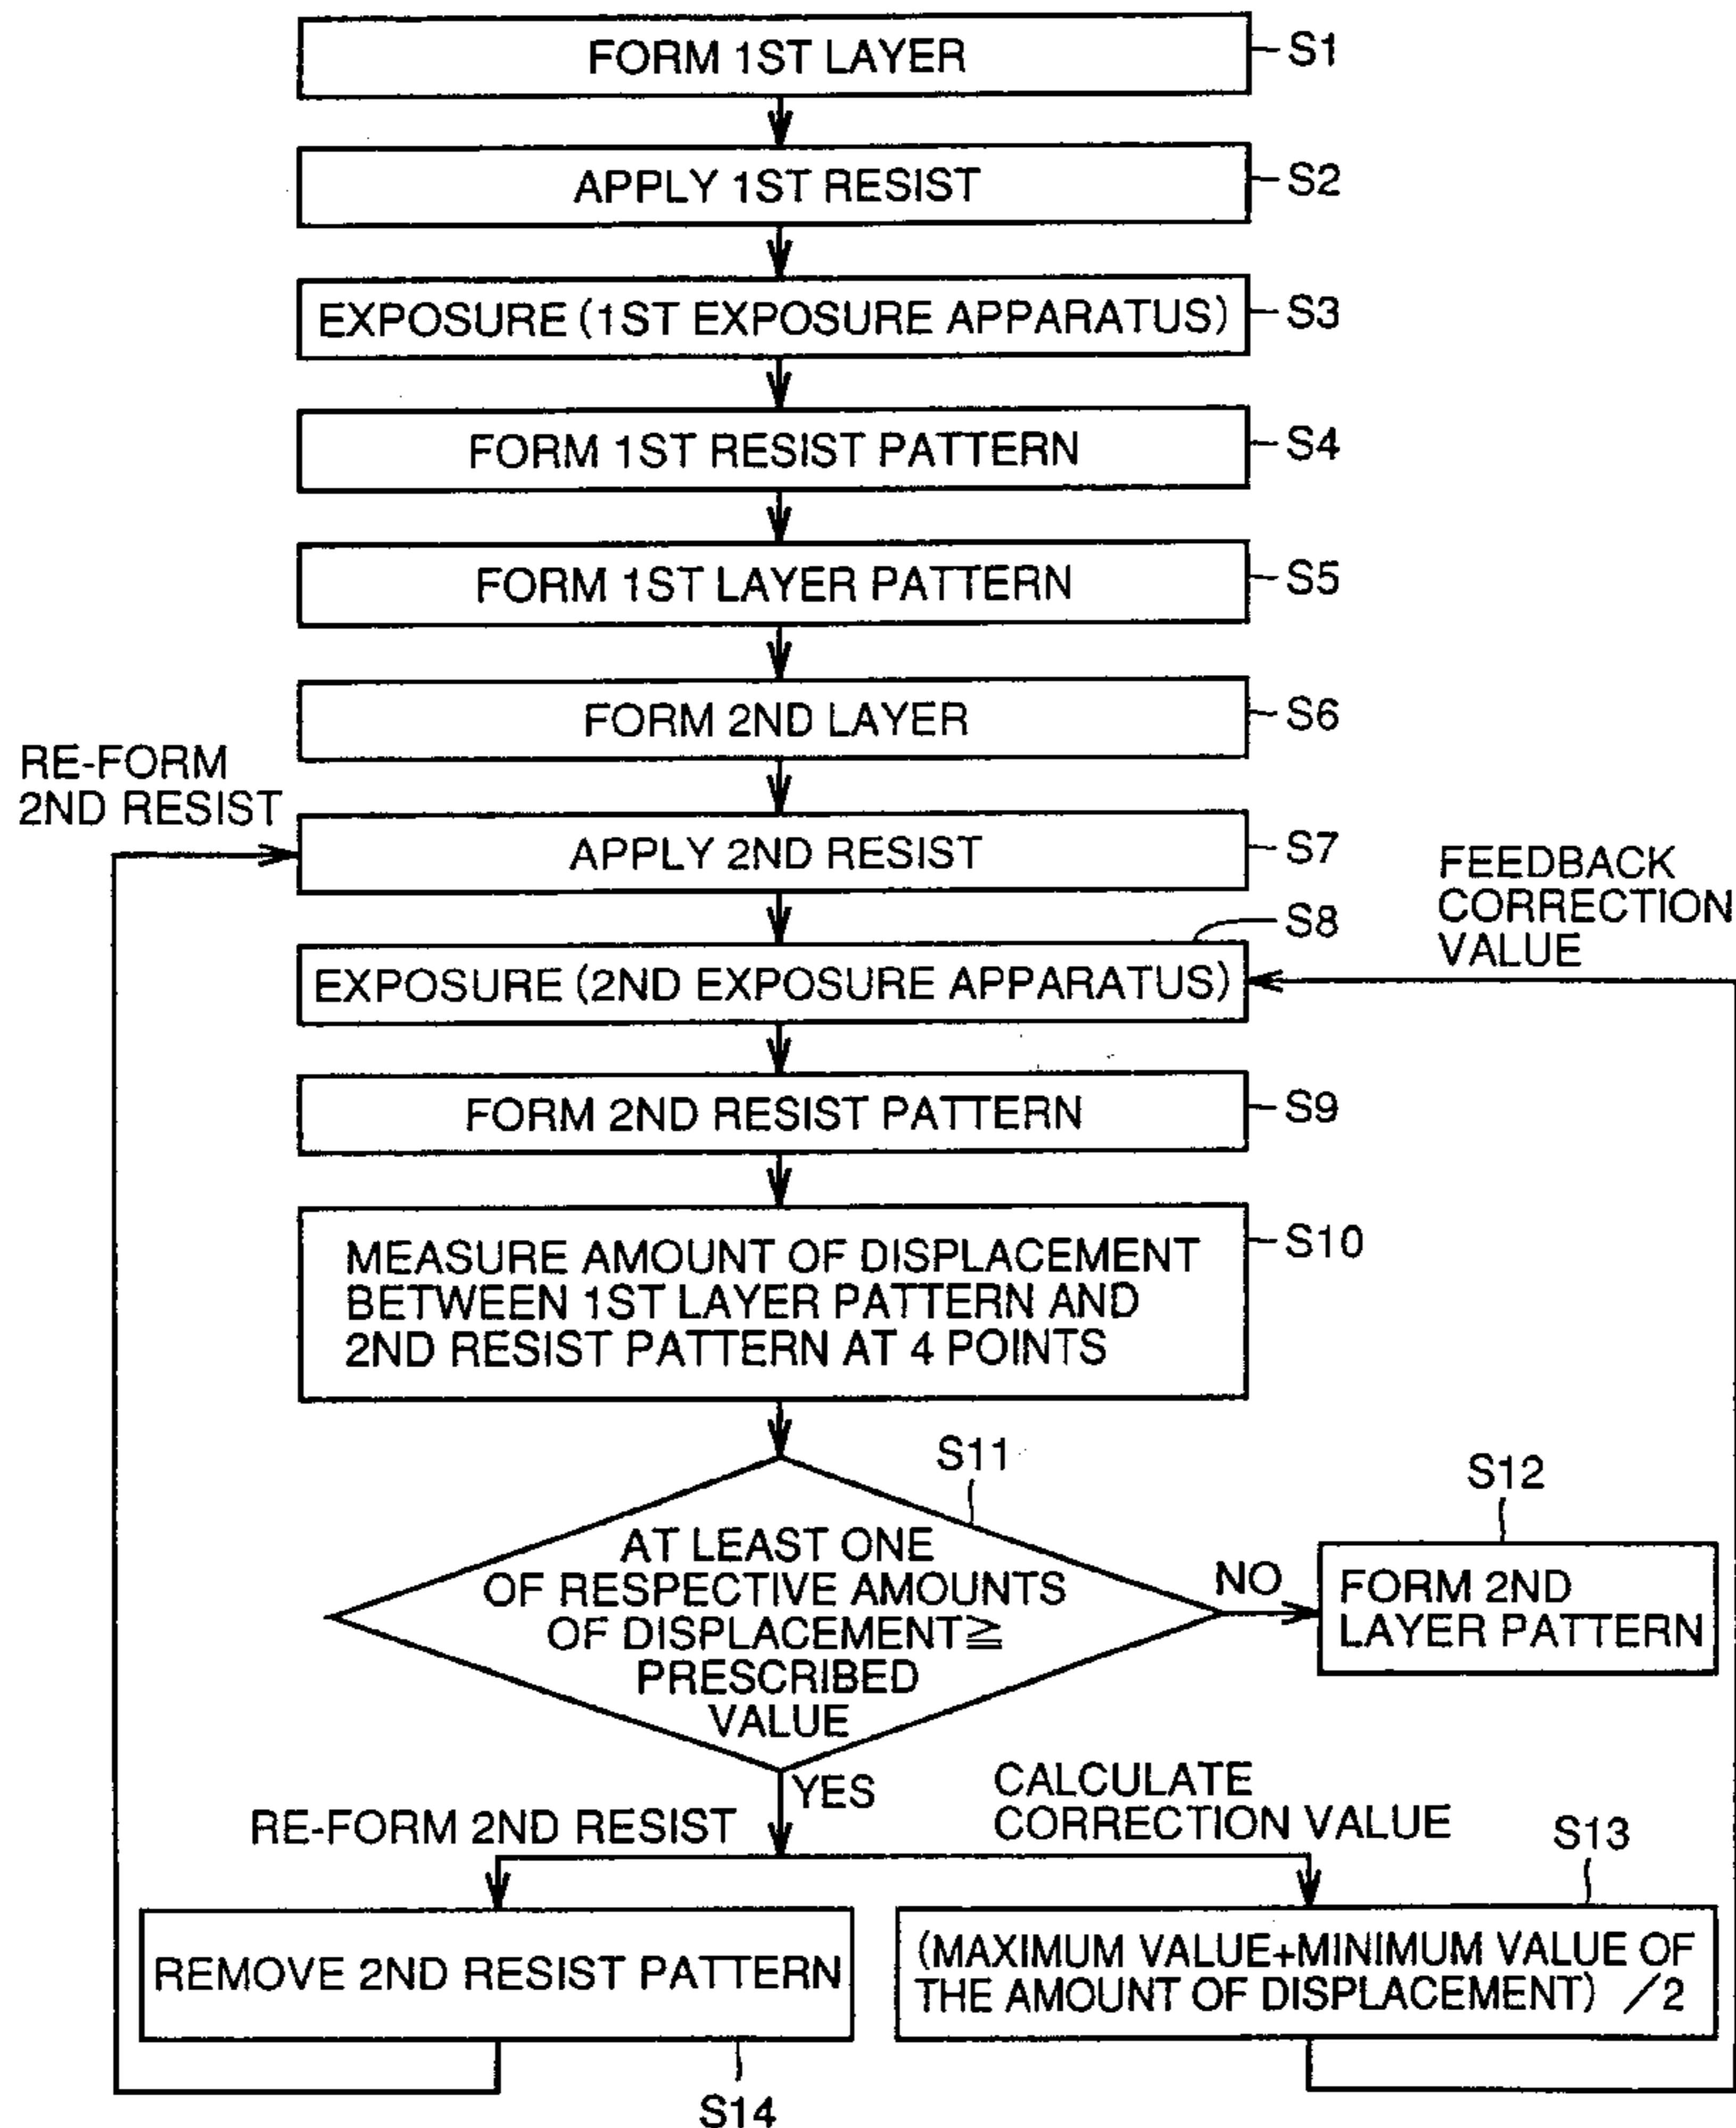 FORM 1ST LAYER
S1
APPLY 1ST RESIST
S2
EXPOSURE (1ST EXPOSURE APPARATUS)
S3
FORM 1ST RESIST PATTERN
S4
FORM 1ST LAYER PATTERN
S5
FORM 2ND LAYER
S6
RE-FORM
2ND RESIST
APPLY 2ND RESIST
S7
FEEDBACK
CORRECTION
VALUE
S8
EXPOSURE (2ND EXPOSURE APPARATUS)
FORM 2ND RESIST PATTERN
S9
MEASURE AMOUNT OF DISPLACEMENT
BETWEEN 1ST LAYER PATTERN AND
2ND RESIST PATTERN AT 4 POINTS
S10
S11
AT LEAST ONE
OF RESPECTIVE AMOUNTS
OF DISPLACEMENT≧
PRESCRIBED
VALUE
NO
S12
FORM 2ND
LAYER PATTERN
YES
RE-FORM 2ND RESIST
CALCULATE
CORRECTION VALUE
S13
REMOVE 2ND RESIST PATTERN
(MAXIMUM VALUE+MINIMUM VALUE OF
THE AMOUNT OF DISPLACEMENT) /2
S14